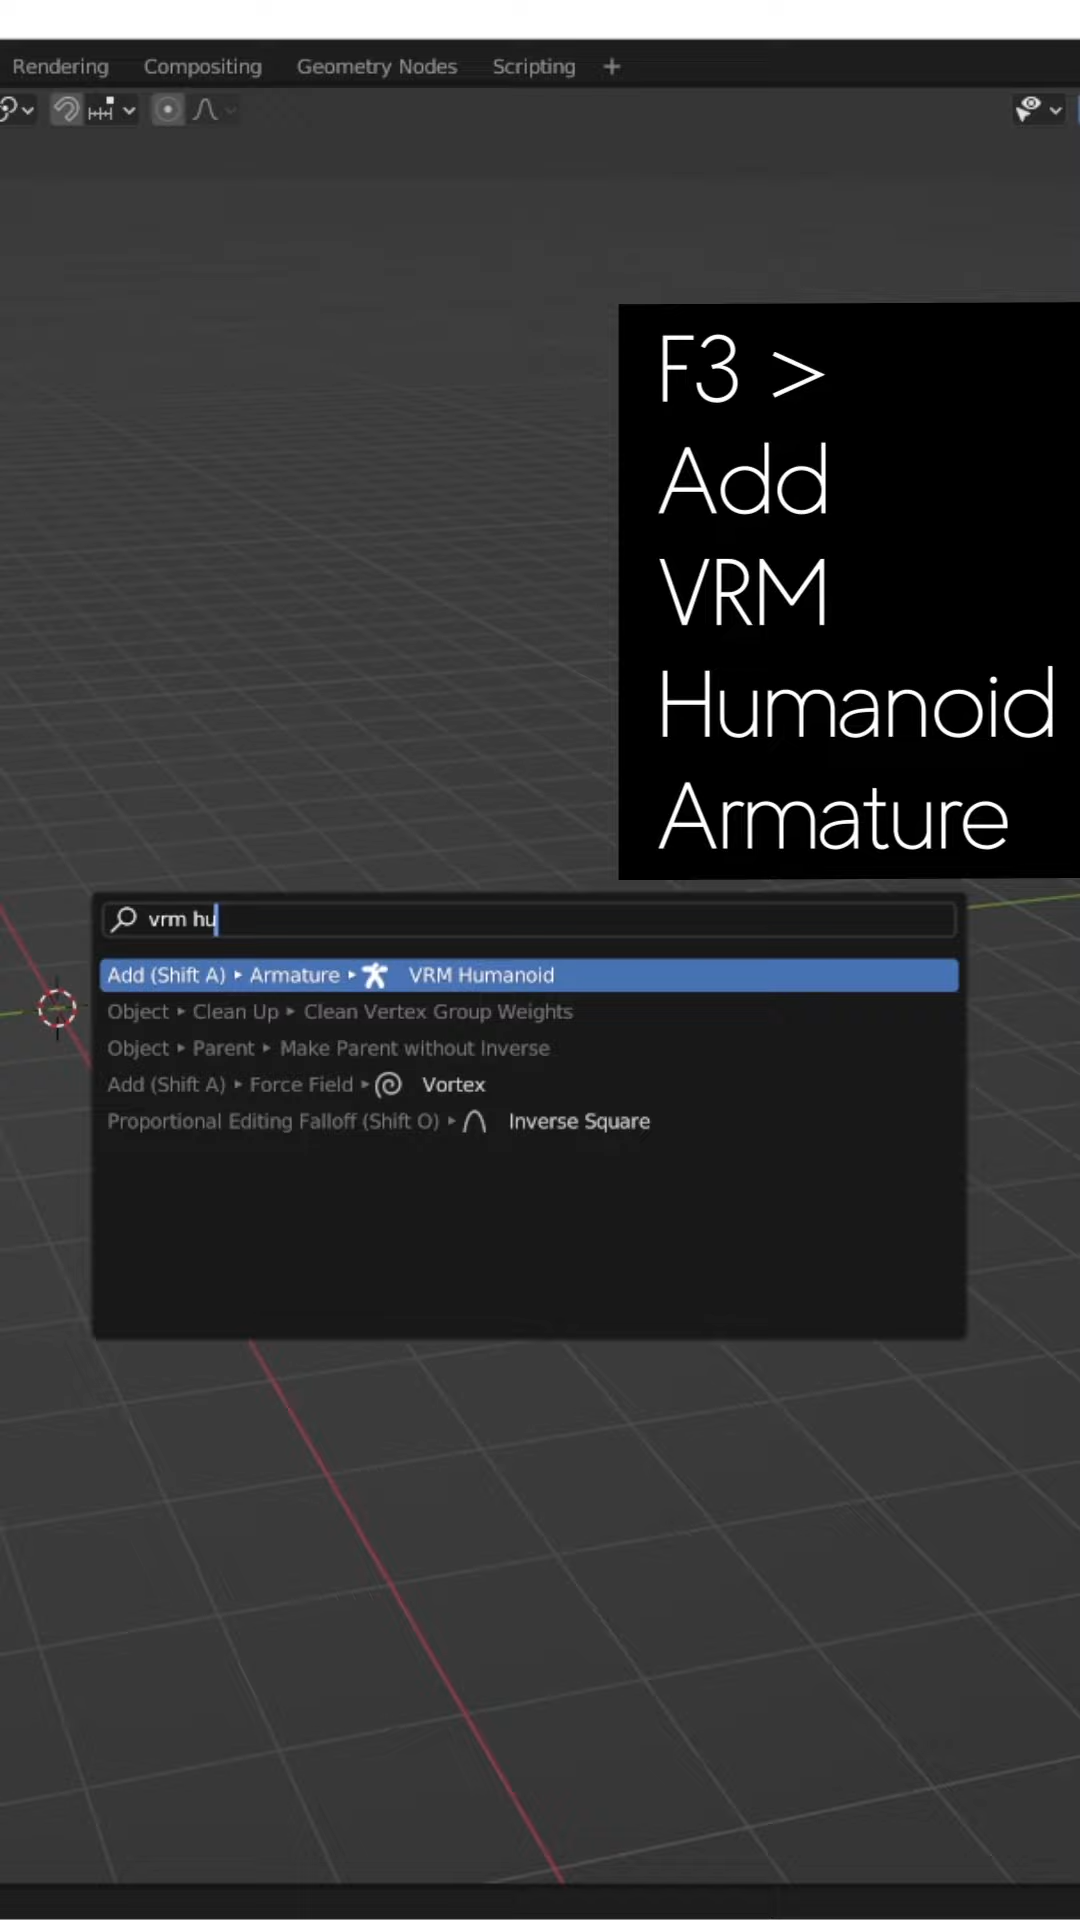 Rendering Compositing Geometry Nodes Scripting +
F3 >
Add
VRM
Humanoid
Armature
vrm hu
Add (Shift A) ▸ Armature ▸ VRM Humanoid
Object ▸ Clean Up ▸ Clean Vertex Group Weights
Object ▸ Parent ▸ Make Parent without Inverse
Add (Shift A) ▸ Force Field ▸ Vortex
Proportional Editing Falloff (Shift O) ▸ Inverse Square